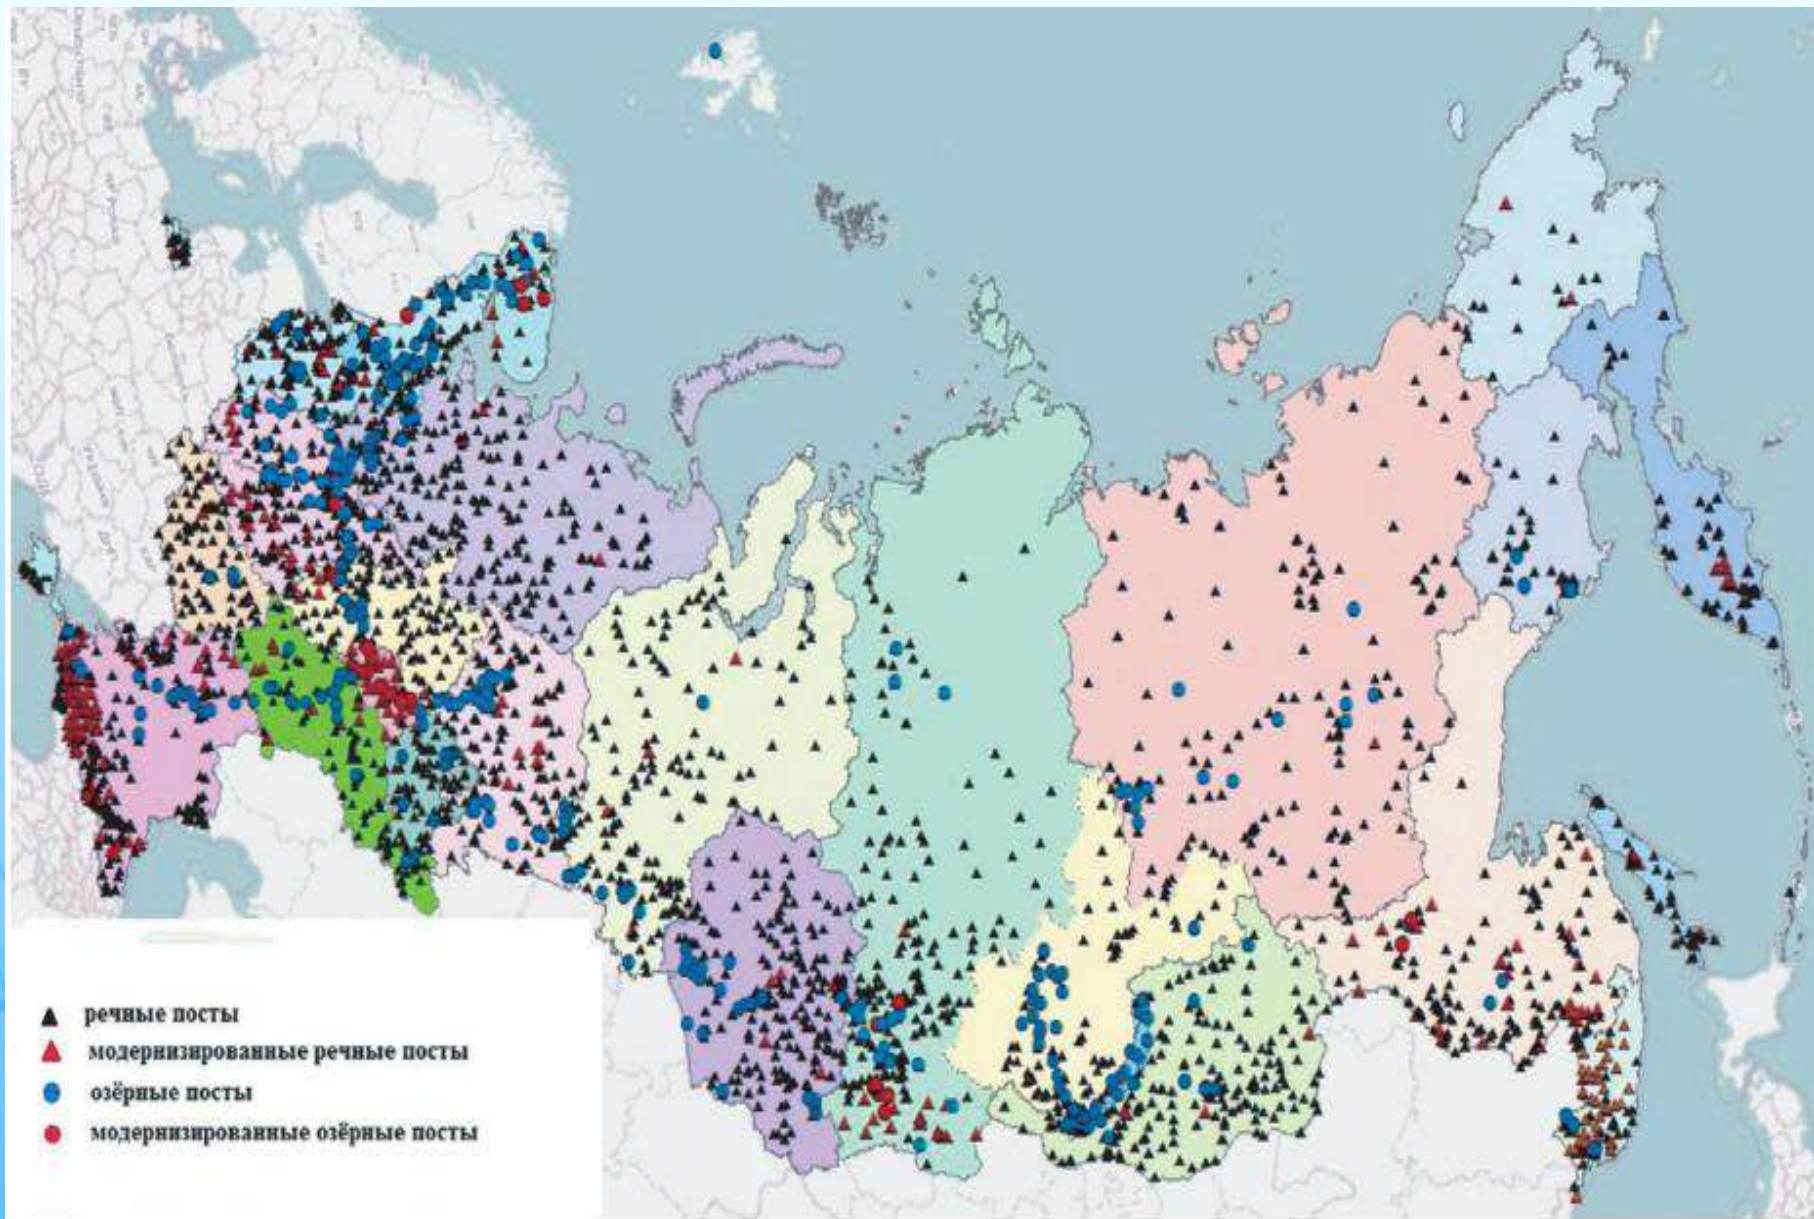 речные посты
модернизированные речные посты
озёрные посты
модернизированные озёрные посты